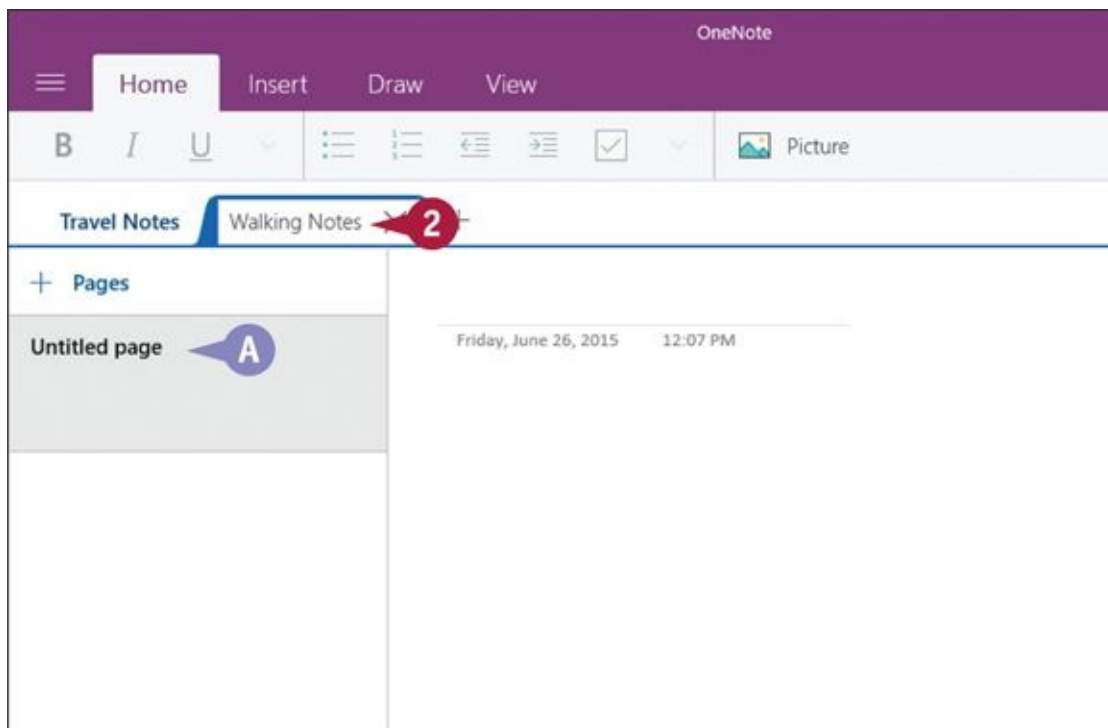 OneNote
Home Insert Draw View
B I U Picture
Travel Notes Walking Notes 2
+ Pages
Untitled page A
Friday, June 26, 2015 12:07 PM